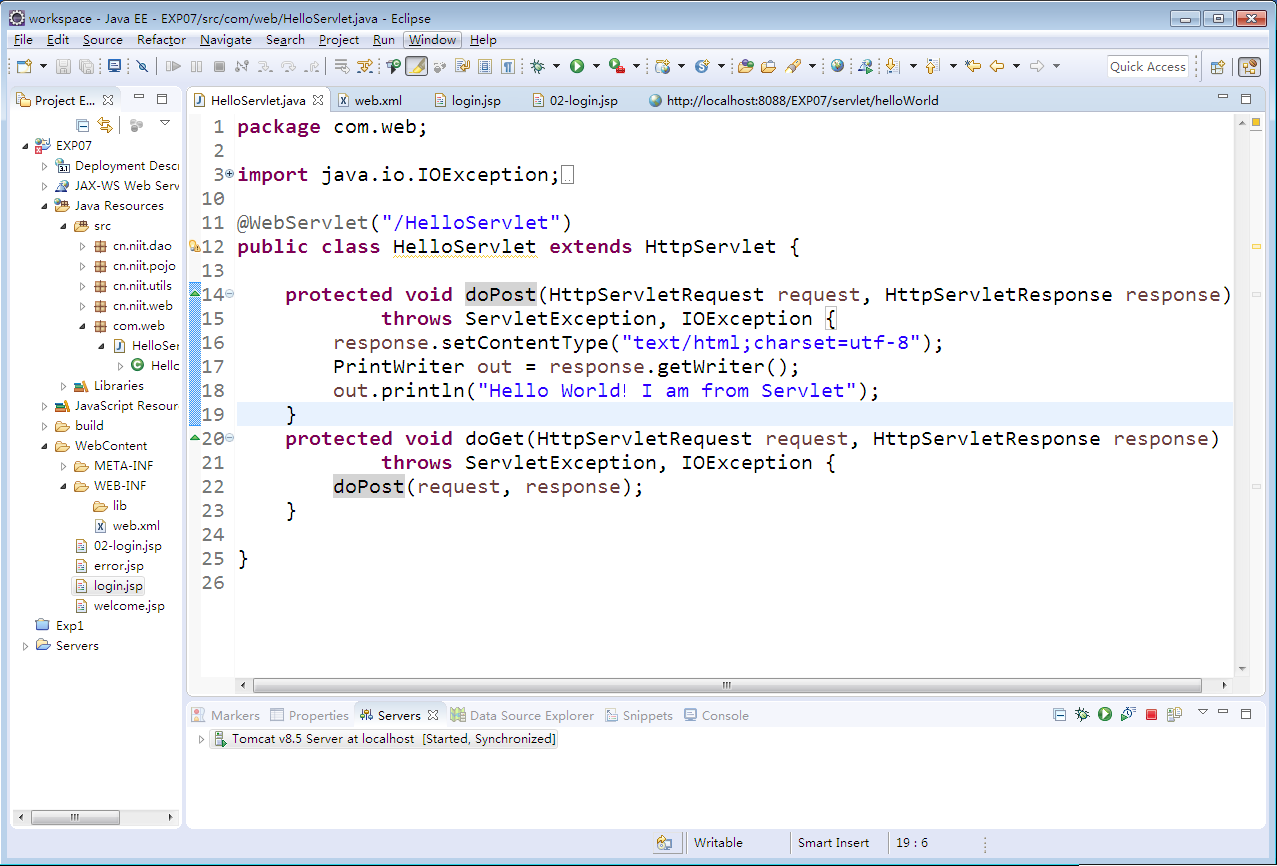 workspace - Java EE - EXP07/src/com/web/HelloServlet.java - Eclipse
File Edit Source Refactor Navigate Search Project Run Window Help
Quick Access
Project E...
HelloServlet.java web.xml login.jsp 02-login.jsp http://localhost:8088/EXP07/servlet/helloWorld
EXP07
Deployment Descr
JAX-WS Web Serv
Java Resources
src
cn.niit.dao
cn.niit.pojo
cn.niit.utils
cn.niit.web
com.web
HelloSer
Hello
Libraries
JavaScript Resour
build
WebContent
META-INF
WEB-INF
lib
web.xml
02-login.jsp
error.jsp
login.jsp
welcome.jsp
Exp1
Servers
1 package com.web;
2
3 import java.io.IOException;
10
11 @WebServlet("/HelloServlet")
12 public class HelloServlet extends HttpServlet {
13
14 protected void doPost(HttpServletRequest request, HttpServletResponse response)
15 throws ServletException, IOException {
16 response.setContentType("text/html;charset=utf-8");
17 PrintWriter out = response.getWriter();
18 out.println("Hello World! I am from Servlet");
19 }
20 protected void doGet(HttpServletRequest request, HttpServletResponse response)
21 throws ServletException, IOException {
22 doPost(request, response);
23 }
24
25 }
26
Markers Properties Servers Data Source Explorer Snippets Console
Tomcat v8.5 Server at localhost [Started, Synchronized]
Writable Smart Insert 19 : 6